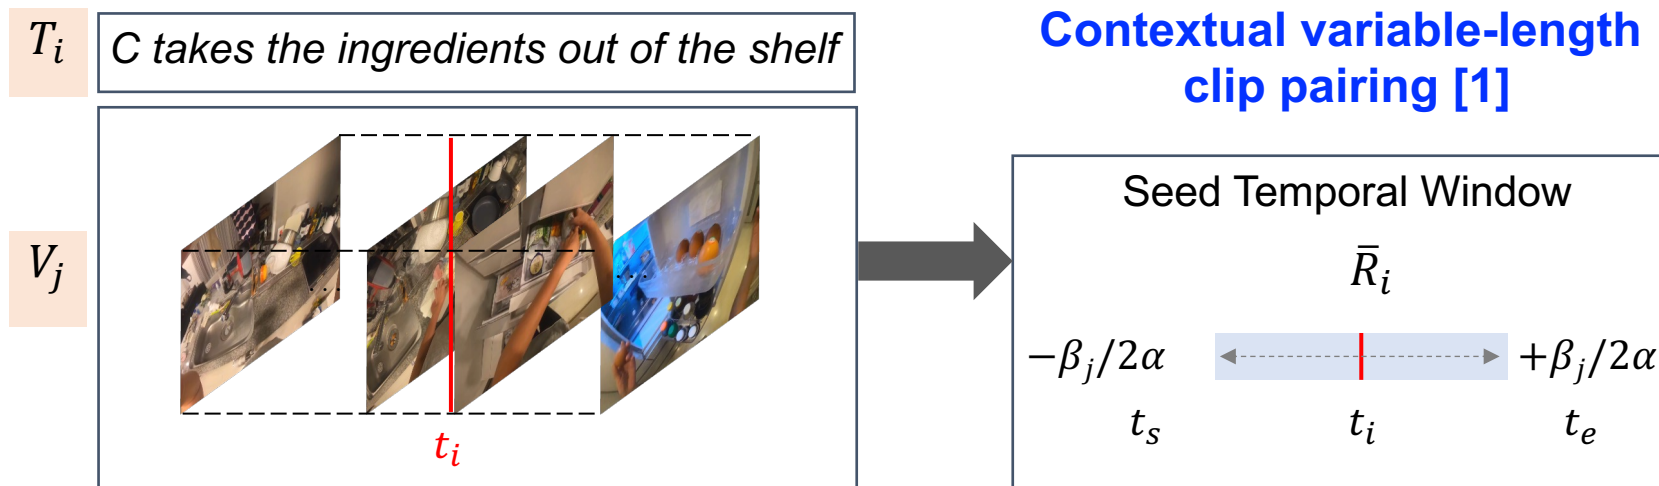 T_i
C takes the ingredients out of the shelf
V_j
...
t_i
Contextual variable-length
clip pairing [1]
Seed Temporal Window
R̅_i
−β_j/2α
+β_j/2α
t_s
t_i
t_e